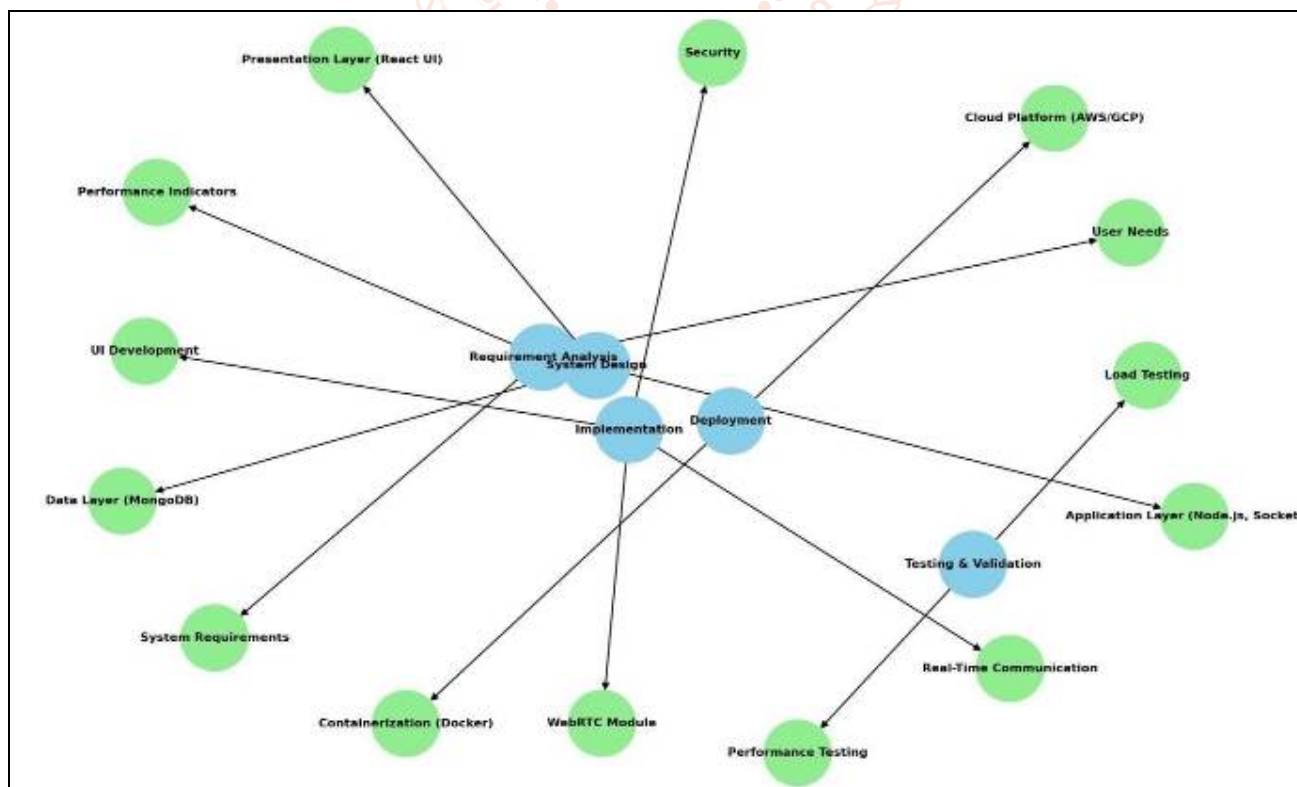 Security
Presentation Layer (React UI)
Cloud Platform (AWS/GCP)
Performance Indicators
User Needs
UI Development
Requirement Analysis
System Design
Load Testing
Deployment
Implementation
Data Layer (MongoDB)
Application Layer (Node.js, Socket
Testing & Validation
System Requirements
Real-Time Communication
Containerization (Docker)
WebRTC Module
Performance Testing